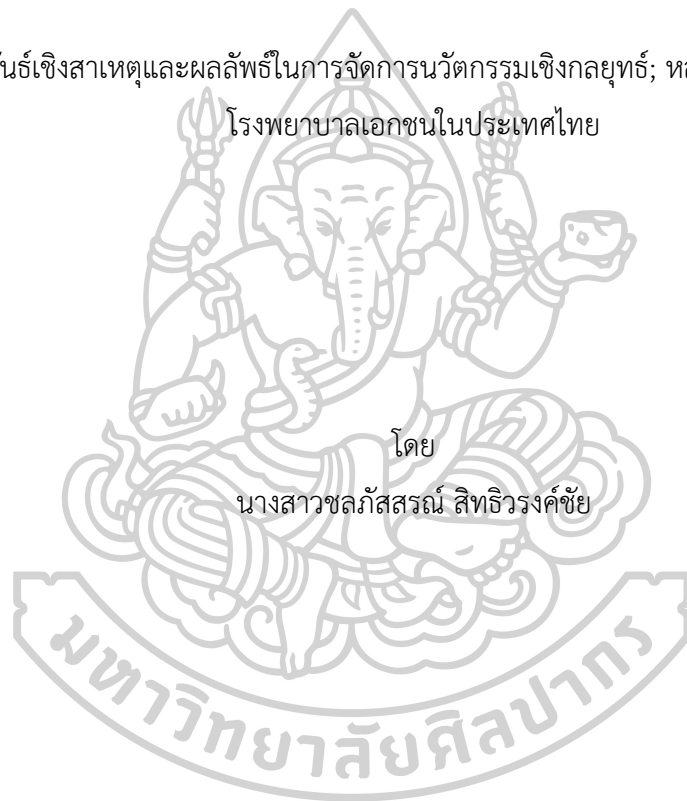 ันธ์เชิงสาเหตุและผลลัพธ์ในการจัดการนวัตกรรมเชิงกลยุทธ์;
โรงพยาบาลเอกชนในประเทศไทย
โดย
นางสาวชลภัสสรณ์ สิทธิวรงค์ชัย
มหาวิทยาลัยศิลปากร